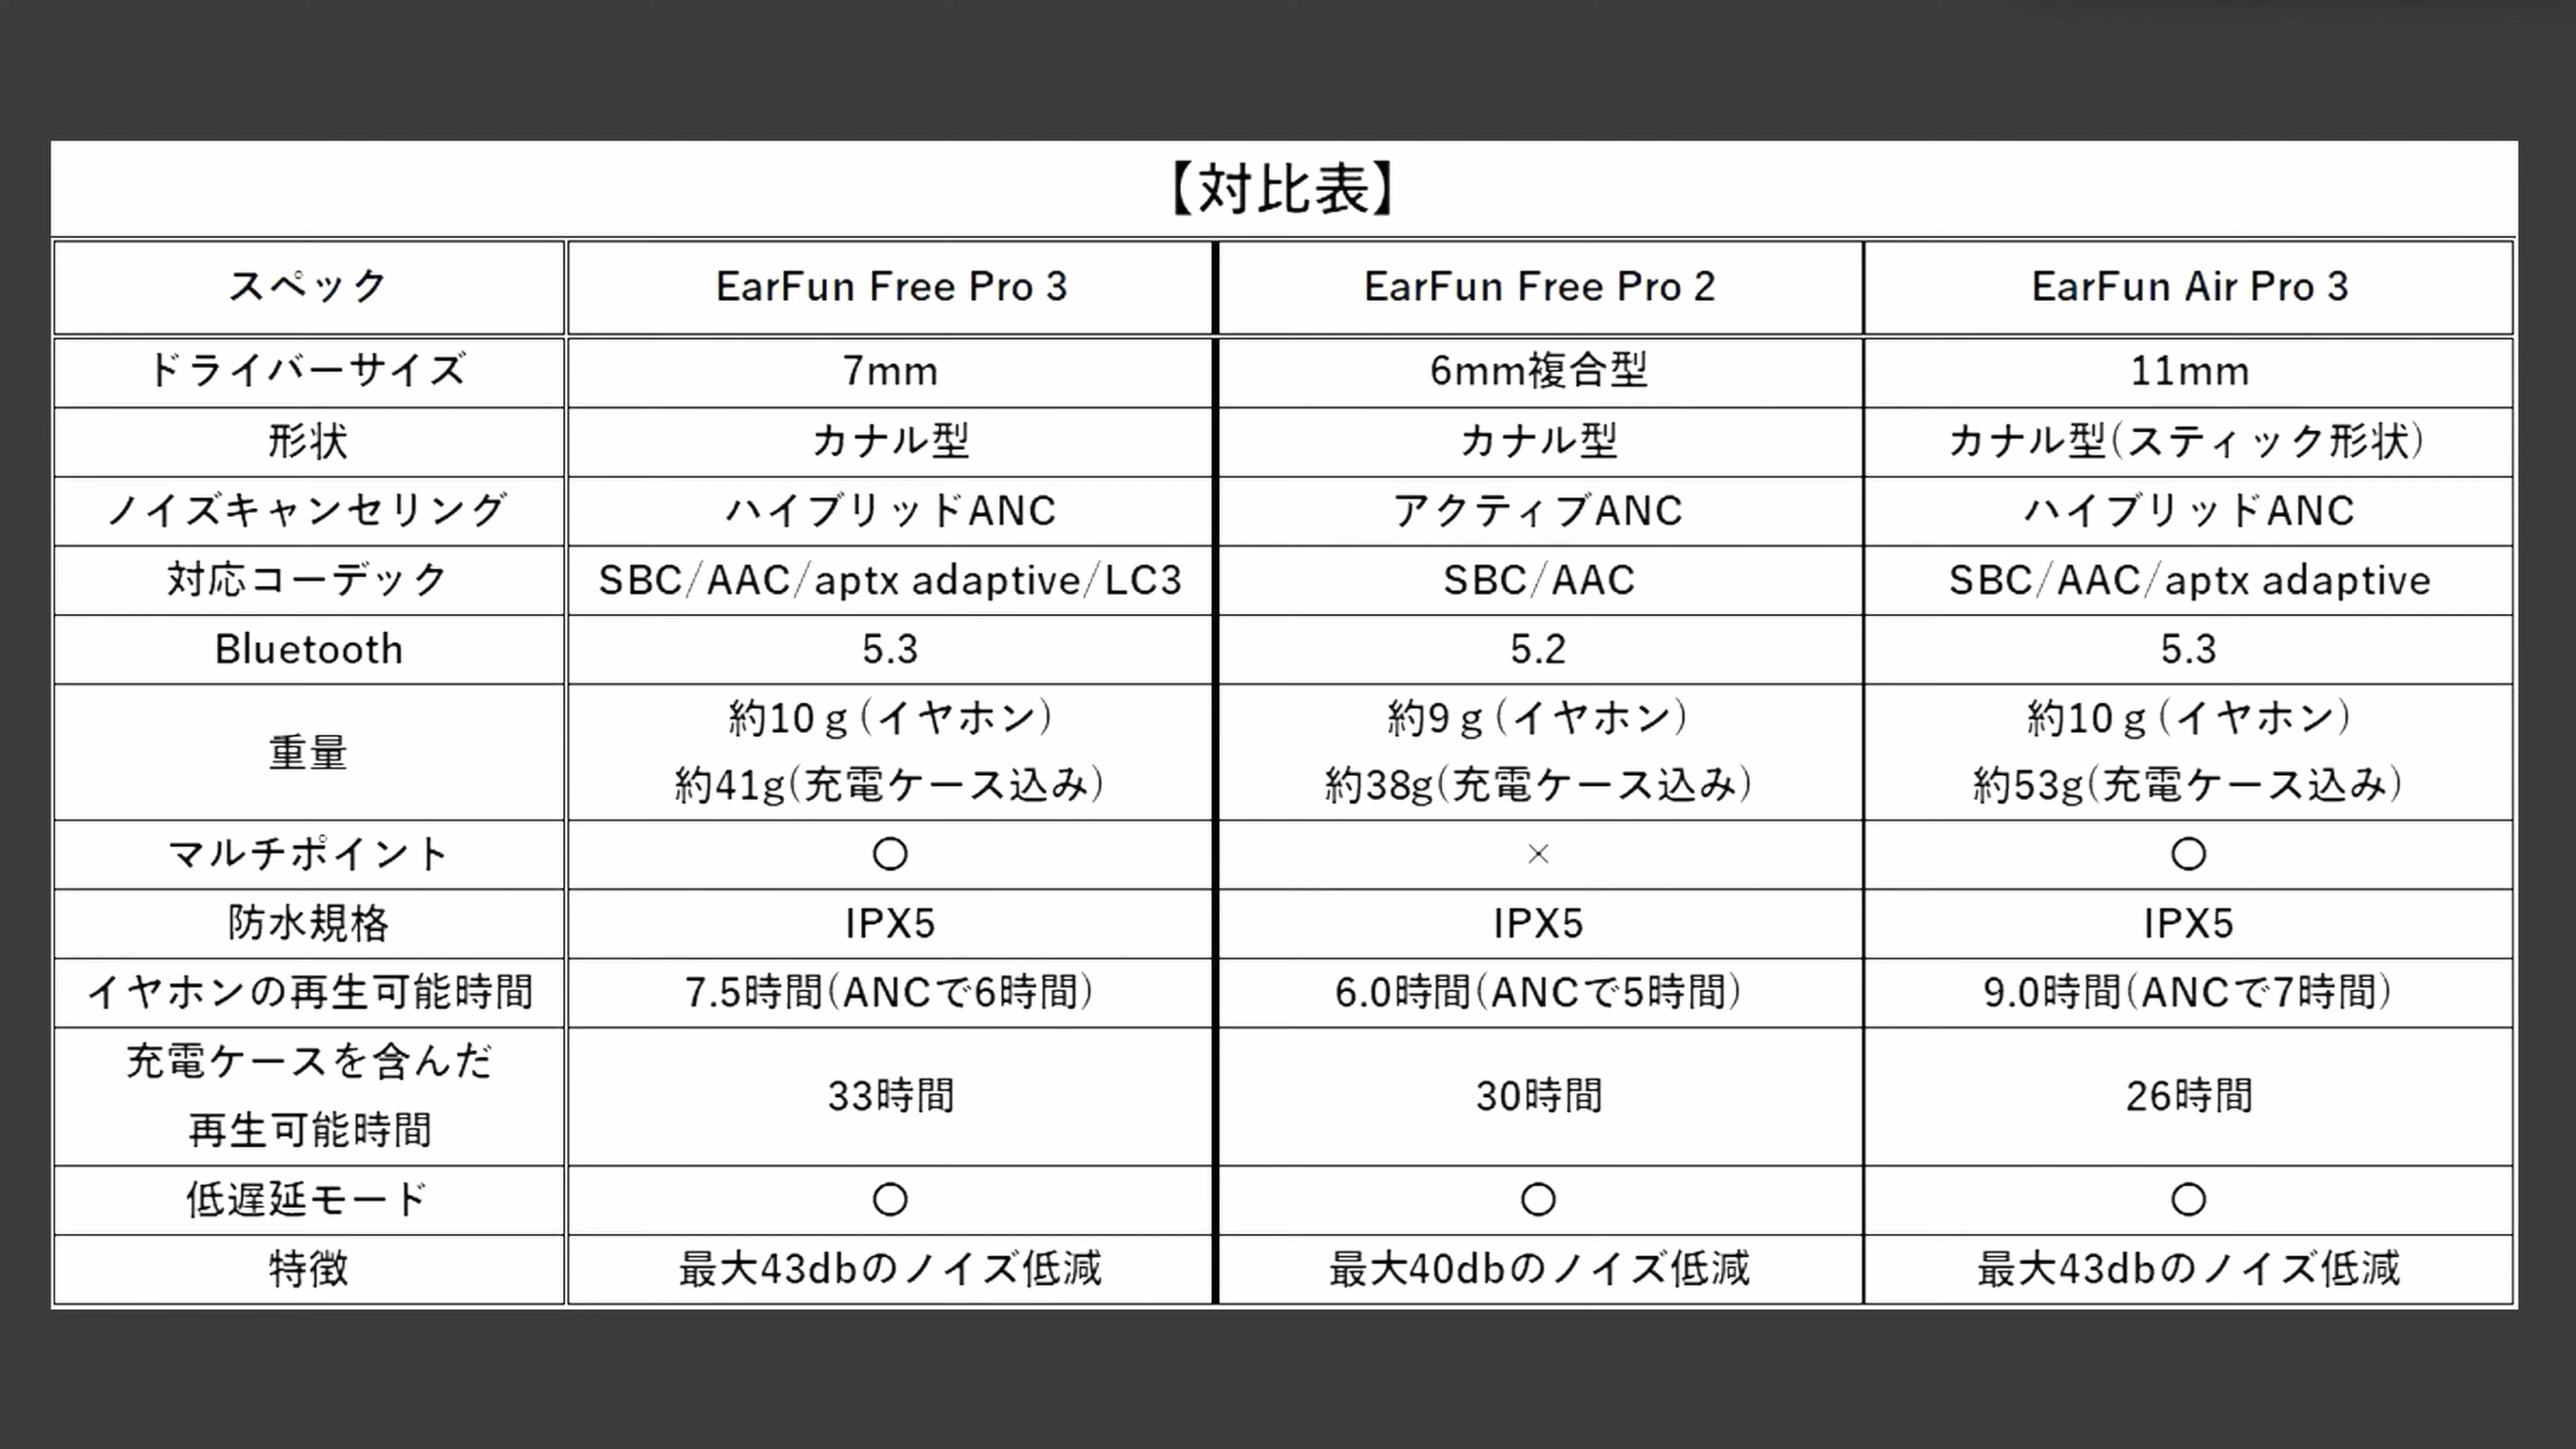 【対比表】
スペック EarFun Free Pro 3 EarFun Free Pro 2 EarFun Air Pro 3
ドライバーサイズ 7mm 6mm複合型 11mm
形状 カナル型 カナル型 カナル型(スティック形状)
ノイズキャンセリング ハイブリッドANC アクティブANC ハイブリッドANC
対応コーデック SBC/AAC/aptx adaptive/LC3 SBC/AAC SBC/AAC/aptx adaptive
Bluetooth 5.3 5.2 5.3
重量
約10g(イヤホン) 約9g(イヤホン) 約10g(イヤホン)
約41g(充電ケース込み) 約38g(充電ケース込み) 約53g(充電ケース込み)
マルチポイント ○ × ○
防水規格 IPX5 IPX5 IPX5
イヤホンの再生可能時間 7.5時間(ANCで6時間) 6.0時間(ANCで5時間) 9.0時間(ANCで7時間)
充電ケースを含んだ
再生可能時間
33時間 30時間 26時間
低遅延モード ○ ○ ○
特徴 最大43dbのノイズ低減 最大40dbのノイズ低減 最大43dbのノイズ低減